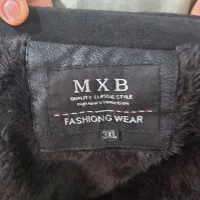 MXB
QUALITY CLASSIC STYLE
FASHIONG WEAR
3XL